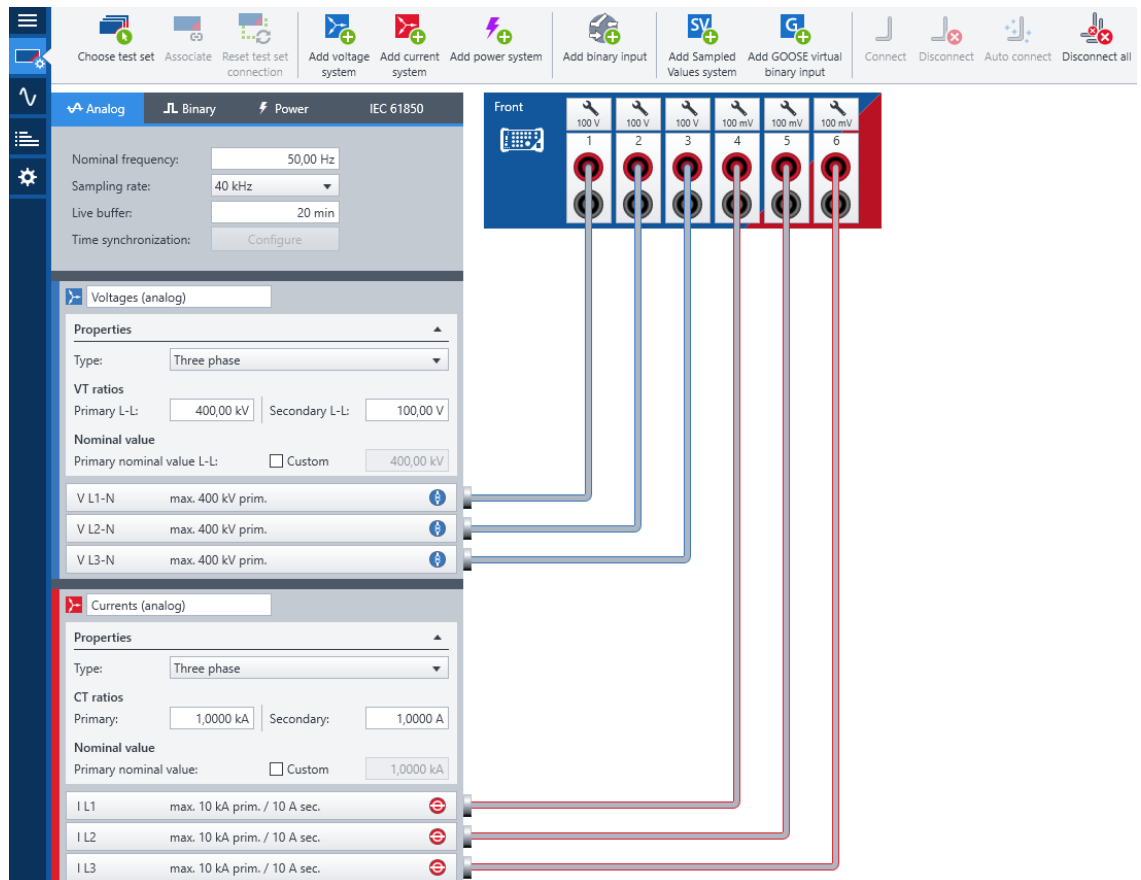 Choose test set
Associate
Reset test set
connection
Add voltage
system
Add current
system
Add power system
Add binary input
SV
Add Sampled
Values system
G
Add GOOSE virtual
binary input
Connect
Disconnect
Auto connect
Disconnect all
Analog
Binary
Power
IEC 61850
Nominal frequency: 50,00 Hz
Sampling rate: 40 kHz
Live buffer: 20 min
Time synchronization: Configure
Front
100 V 100 V 100 V 100 mV 100 mV 100 mV
1 2 3 4 5 6
Voltages (analog)
Properties
Type: Three phase
VT ratios
Primary L-L: 400,00 kV Secondary L-L: 100,00 V
Nominal value
Primary nominal value L-L: Custom 400,00 kV
V L1-N max. 400 kV prim.
V L2-N max. 400 kV prim.
V L3-N max. 400 kV prim.
Currents (analog)
Properties
Type: Three phase
CT ratios
Primary: 1,0000 kA Secondary: 1,0000 A
Nominal value
Primary nominal value: Custom 1,0000 kA
I L1 max. 10 kA prim. / 10 A sec.
I L2 max. 10 kA prim. / 10 A sec.
I L3 max. 10 kA prim. / 10 A sec.